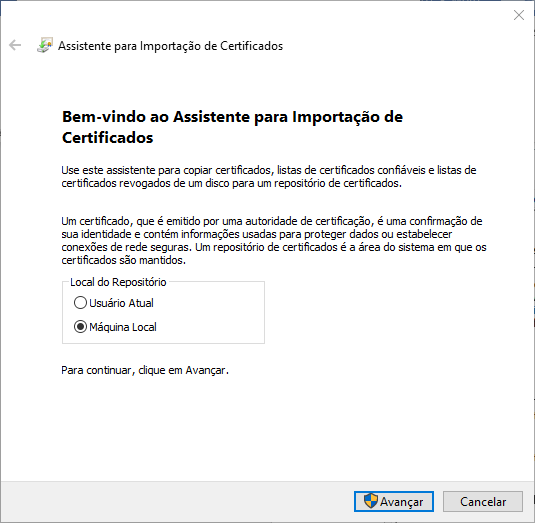 Assistente para Importação de Certificados
Bem-vindo ao Assistente para Importação de
Certificados
Use este assistente para copiar certificados, listas de certificados confiáveis e listas de
certificados revogados de um disco para um repositório de certificados.
Um certificado, que é emitido por uma autoridade de certificação, é uma confirmação de
sua identidade e contém informações usadas para proteger dados ou estabelecer
conexões de rede seguras. Um repositório de certificados é a área do sistema em que os
certificados são mantidos.
Local do Repositório
Usuário Atual
Máquina Local
Para continuar, clique em Avançar.
Avançar
Cancelar